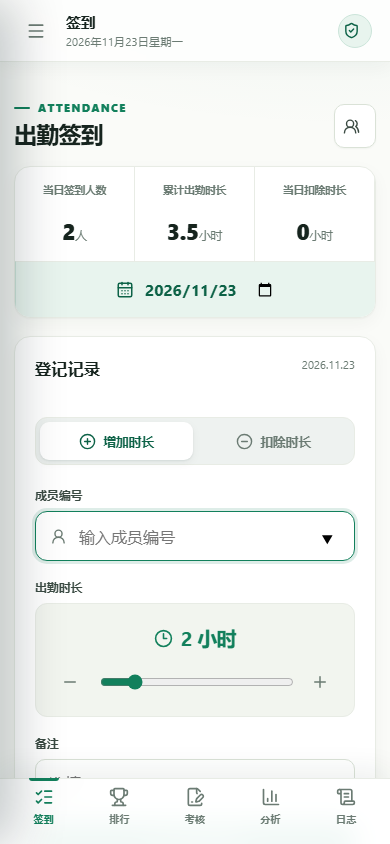 签到
2026年11月23日星期一
ATTENDANCE
出勤签到
当日签到人数
累计出勤时长
当日扣除时长
2人
3.5小时
0小时
2026/11/23
登记记录
2026.11.23
增加时长
扣除时长
成员编号
输入成员编号
出勤时长
2 小时
备注
签到
排行
考核
分析
日志